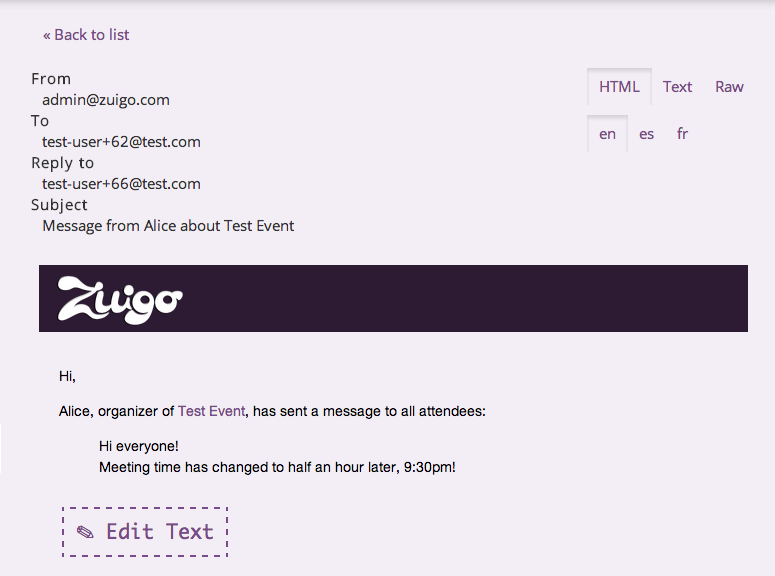 « Back to list
From
admin@zuigo.com
HTML Text Raw
To
test-user+62@test.com
en es fr
Reply to
test-user+66@test.com
Subject
Message from Alice about Test Event
Zuigo
Hi,
Alice, organizer of Test Event, has sent a message to all attendees:
Hi everyone!
Meeting time has changed to half an hour later, 9:30pm!
✎ Edit Text